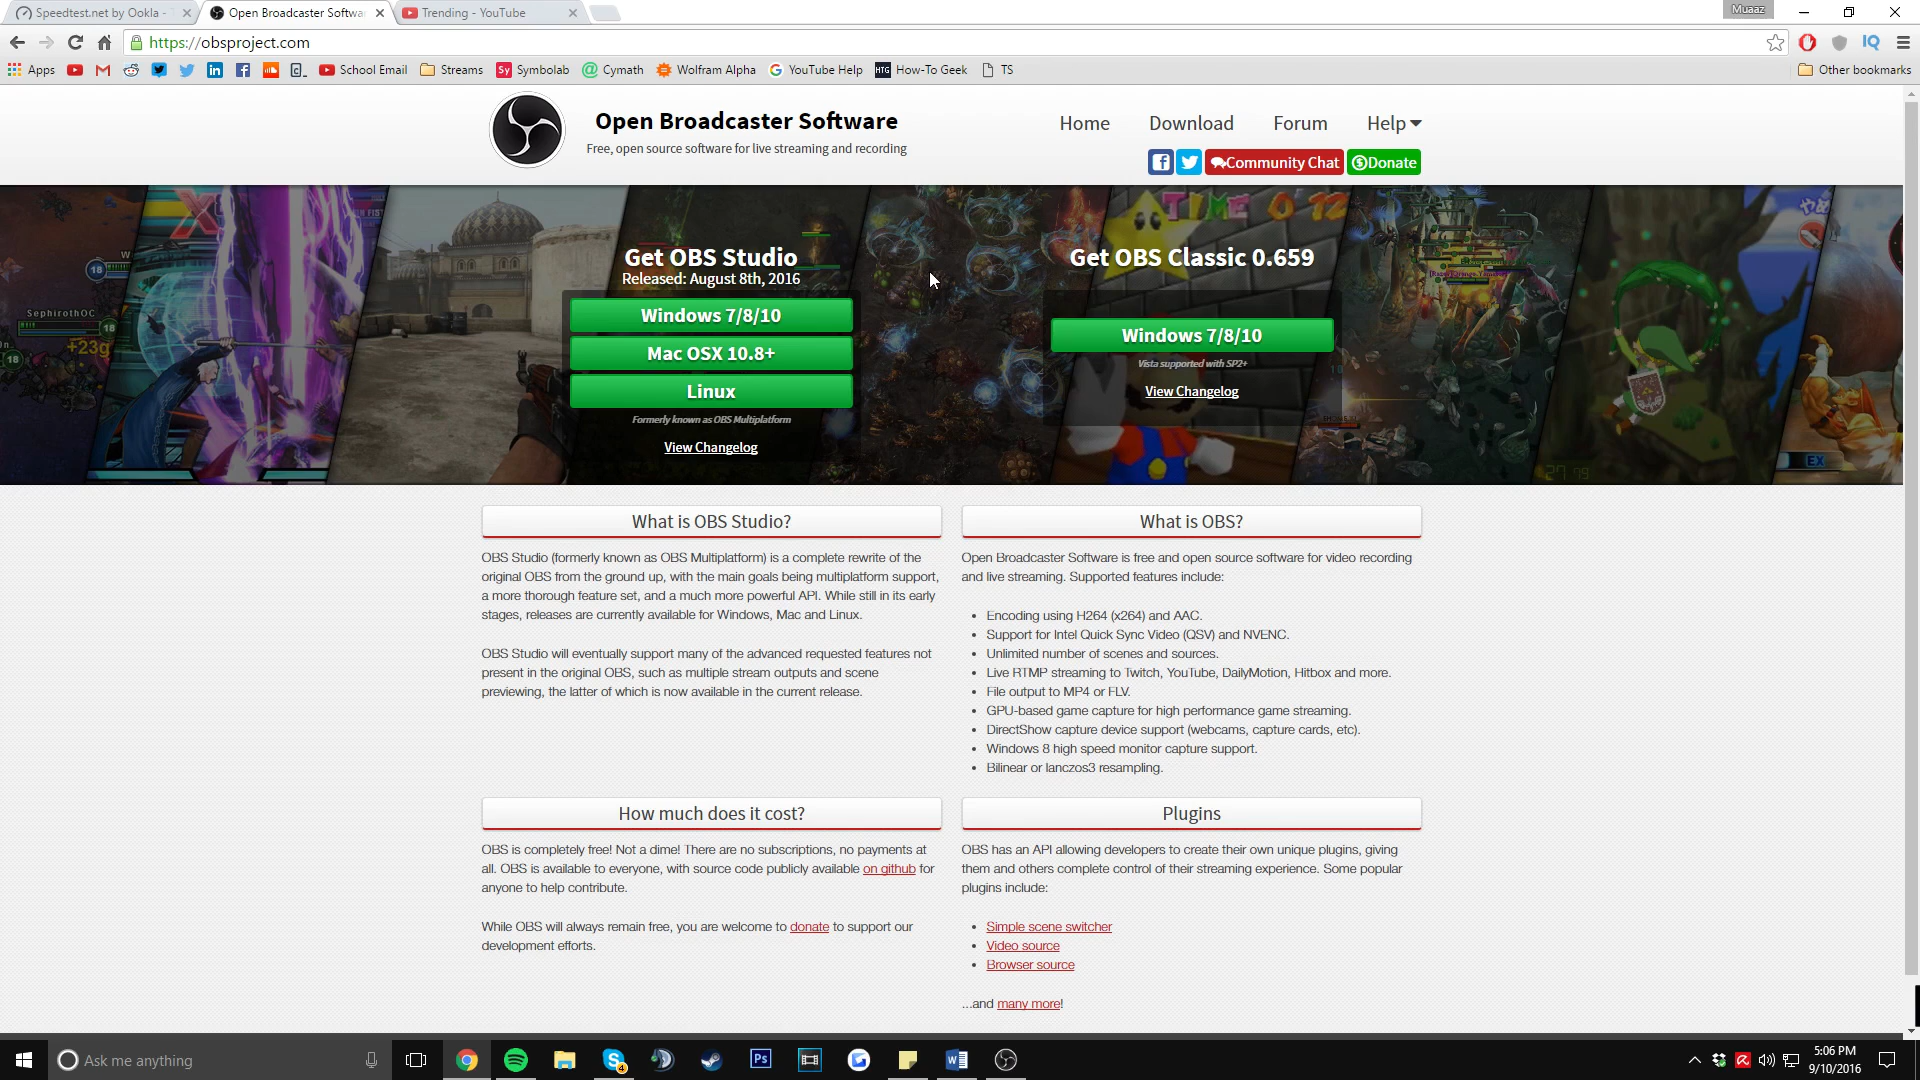 Speedtest.net by Ookla - T
Open Broadcaster Softwar
Trending - YouTube
Muaaz
https://obsproject.com
Apps
School Email
Streams
Sy Symbolab
Cymath
Wolfram Alpha
YouTube Help
HTG How-To Geek
TS
Other bookmarks
Open Broadcaster Software
Free, open source software for live streaming and recording
Home Download Forum Help
Community Chat
Donate
Get OBS Studio
Released: August 8th, 2016
Windows 7/8/10
Mac OSX 10.8+
Linux
Formerly known as OBS Multiplatform
View Changelog
Get OBS Classic 0.659
Windows 7/8/10
Vista supported with SP2+
View Changelog
SephirothOC
18
+23g
TIME 0 12
EX
What is OBS Studio?
OBS Studio (formerly known as OBS Multiplatform) is a complete rewrite of the
original OBS from the ground up, with the main goals being multiplatform support,
a more thorough feature set, and a much more powerful API. While still in its early
stages, releases are currently available for Windows, Mac and Linux.
OBS Studio will eventually support many of the advanced requested features not
present in the original OBS, such as multiple stream outputs and scene
previewing, the latter of which is now available in the current release.
What is OBS?
Open Broadcaster Software is free and open source software for video recording
and live streaming. Supported features include:
• Encoding using H264 (x264) and AAC.
• Support for Intel Quick Sync Video (QSV) and NVENC.
• Unlimited number of scenes and sources.
• Live RTMP streaming to Twitch, YouTube, DailyMotion, Hitbox and more.
• File output to MP4 or FLV.
• GPU-based game capture for high performance game streaming.
• DirectShow capture device support (webcams, capture cards, etc).
• Windows 8 high speed monitor capture support.
• Bilinear or lanczos3 resampling.
How much does it cost?
OBS is completely free! Not a dime! There are no subscriptions, no payments at
all. OBS is available to everyone, with source code publicly available on github for
anyone to help contribute.
While OBS will always remain free, you are welcome to donate to support our
development efforts.
Plugins
OBS has an API allowing developers to create their own unique plugins, giving
them and others complete control of their streaming experience. Some popular
plugins include:
• Simple scene switcher
• Video source
• Browser source
...and many more!
Ask me anything
4
Ps
5:06 PM
9/10/2016